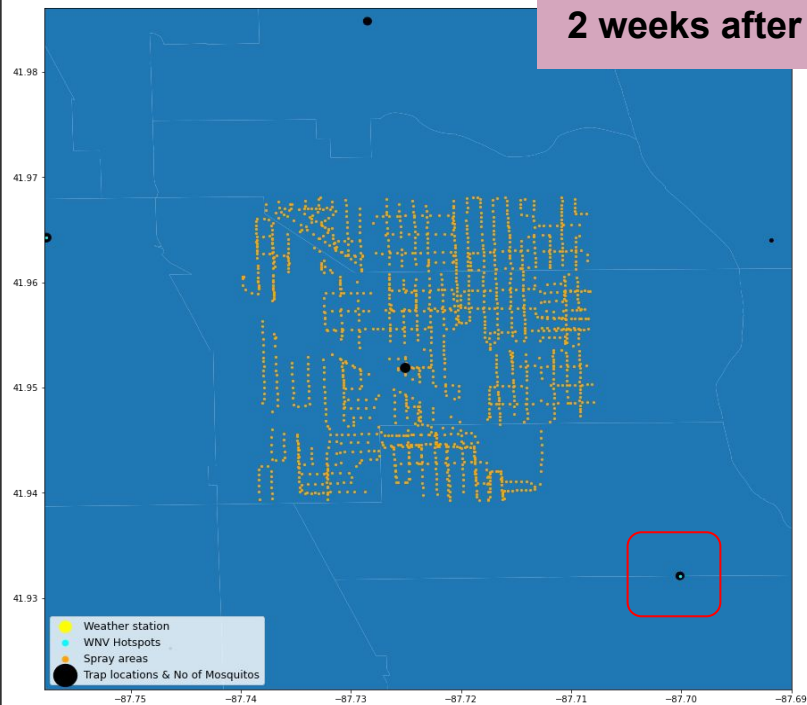 2 weeks after
41.98
41.97
41.96
41.95
41.94
41.93
Weather station
WNV Hotspots
Spray areas
Trap locations & No of Mosquitos
−87.75 −87.74 −87.73 −87.72 −87.71 −87.70 −87.69